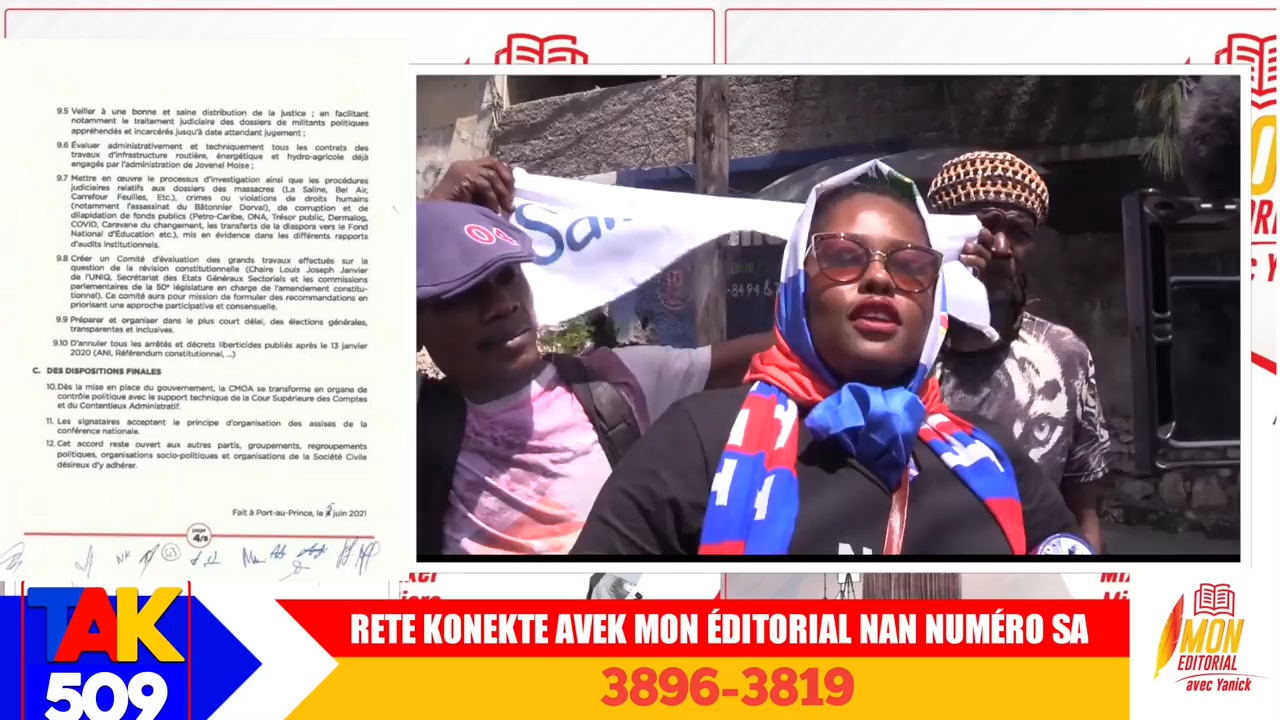 9.5 Veiller à une bonne et saine distribution de la justice ; en facilitant
notamment le traitement judiciaire des dossiers de militants politiques
appréhendés et incarcérés jusqu'à date attendant jugement ;
9.6 Évaluer administrativement et techniquement tous les contrats des
travaux d'infrastructure routière, énergétique et hydro-agricole déjà
engagés par l'administration de Jovenel Moise ;
9.7 Mettre en œuvre le processus d'investigation ainsi que les procédures
judiciaires relatifs aux dossiers des massacres (La Saline, Bel Air,
Carrefour Feuilles, Etc.), crimes ou violations de droits humains
(notamment l'assassinat du Bâtonnier Dorval), de corruption et de
dilapidation de fonds publics (Petro-Caribe, ONA, Trésor public, Dermalog,
COVID, Caravane du changement, les transferts de la diaspora vers le Fond
National d'Éducation etc.), mis en évidence dans les différents rapports
d'audits institutionnels.
9.8 Créer un Comité d'évaluation des grands travaux effectués sur la
question de la révision constitutionnelle (Chaire Louis Joseph Janvier
de l'UNIQ, Secrétariat des Etats Généraux Sectoriels et les commissions
parlementaires de la 50e législature en charge de l'amendement constitu-
tionnel). Ce comité aura pour mission de formuler des recommandations en
priorisant une approche participative et consensuelle.
9.9 Préparer et organiser dans le plus court délai, des élections générales,
transparentes et inclusives.
9.10 D'annuler tous les arrêtés et décrets liberticides publiés après le 13 janvier
2020 (ANI, Référendum constitutionnel, ...)
C. DES DISPOSITIONS FINALES
10. Dès la mise en place du gouvernement, la CMOA se transforme en organe de
contrôle politique avec le support technique de la Cour Supérieure des Comptes
et du Contentieux Administratif.
11. Les signataires acceptent le principe d'organisation des assises de la
conférence nationale.
12. Cet accord reste ouvert aux autres partis, groupements, regroupements
politiques, organisations socio-politiques et organisations de la Société Civile
désireux d'y adhérer.
Fait à Port-au-Prince, le juin 2021
page
4/5
TAK
509
RETE KONEKTE AVEK MON ÉDITORIAL NAN NUMÉRO SA
3896-3819
MON
EDITORIAL
avec Yanick